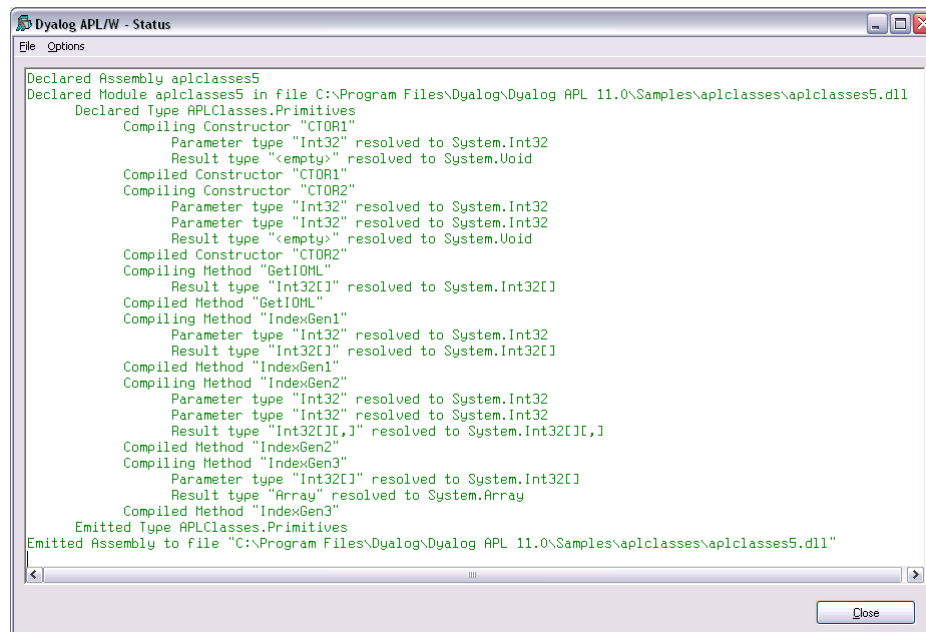 Dyalog APL/W - Status
File Options
Declared Assembly aplclasses5
Declared Module aplclasses5 in file C:\Program Files\Dyalog\Dyalog APL 11.0\Samples\aplclasses\aplclasses5.dll
Declared Type APLClasses.Primitives
Compiling Constructor "CTOR1"
Parameter type "Int32" resolved to System.Int32
Result type "<empty>" resolved to System.Void
Compiled Constructor "CTOR1"
Compiling Constructor "CTOR2"
Parameter type "Int32" resolved to System.Int32
Parameter type "Int32" resolved to System.Int32
Result type "<empty>" resolved to System.Void
Compiled Constructor "CTOR2"
Compiling Method "GetIOML"
Result type "Int32[]" resolved to System.Int32[]
Compiled Method "GetIOML"
Compiling Method "IndexGen1"
Parameter type "Int32" resolved to System.Int32
Result type "Int32[]" resolved to System.Int32[]
Compiled Method "IndexGen1"
Compiling Method "IndexGen2"
Parameter type "Int32" resolved to System.Int32
Parameter type "Int32" resolved to System.Int32
Result type "Int32[][,]" resolved to System.Int32[][,]
Compiled Method "IndexGen2"
Compiling Method "IndexGen3"
Parameter type "Int32[]" resolved to System.Int32[]
Result type "Array" resolved to System.Array
Compiled Method "IndexGen3"
Emitted Type APLClasses.Primitives
Emitted Assembly to file "C:\Program Files\Dyalog\Dyalog APL 11.0\Samples\aplclasses\aplclasses5.dll"
Close